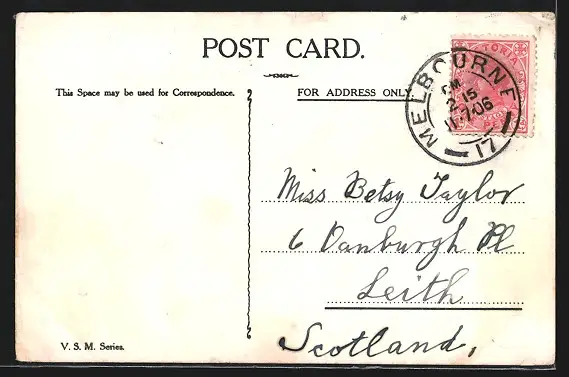 POST CARD.
This Space may be used for Correspondence.
FOR ADDRESS ONLY.
MELBOURNE
PM
2 15
11·7·06
17
Miss Betsy Taylor
6 Vanburgh Pl
Leith
Scotland,
V. S. M. Series.